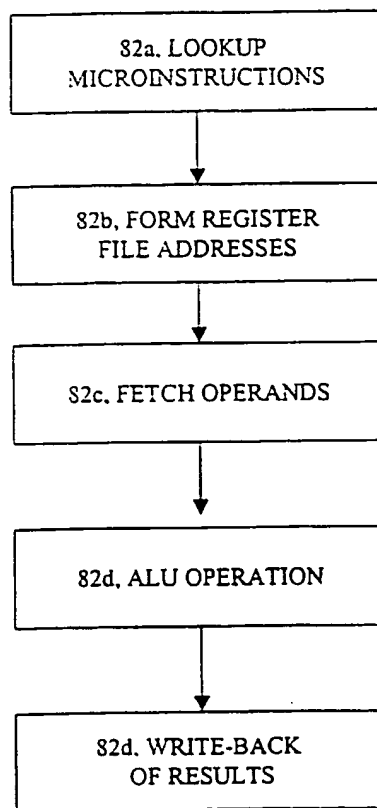 82a. LOOKUP
MICROINSTRUCTIONS
82b, FORM REGISTER
FILE ADDRESSES
82c. FETCH OPERANDS
82d, ALU OPERATION
82d. WRITE-BACK
OF RESULTS